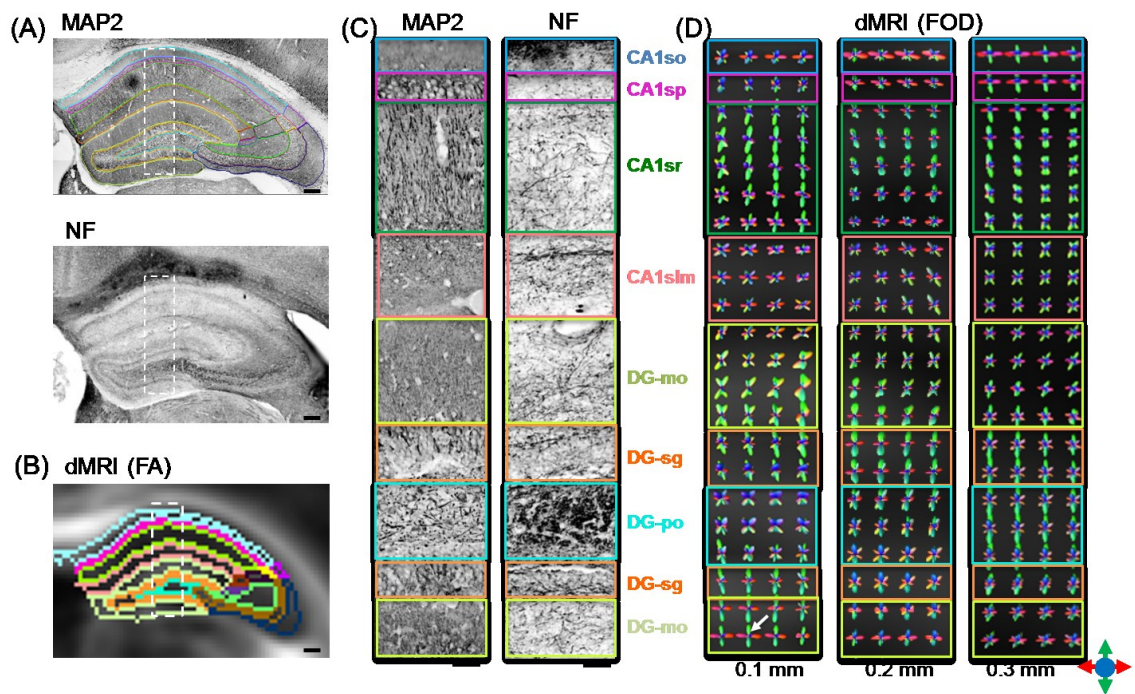 (A) MAP2
NF
(B) dMRI (FA)
(C) MAP2 NF
CA1so
CA1sp
CA1sr
CA1slm
DG-mo
DG-sg
DG-po
DG-sg
DG-mo
(D) dMRI (FOD)
0.1 mm 0.2 mm 0.3 mm